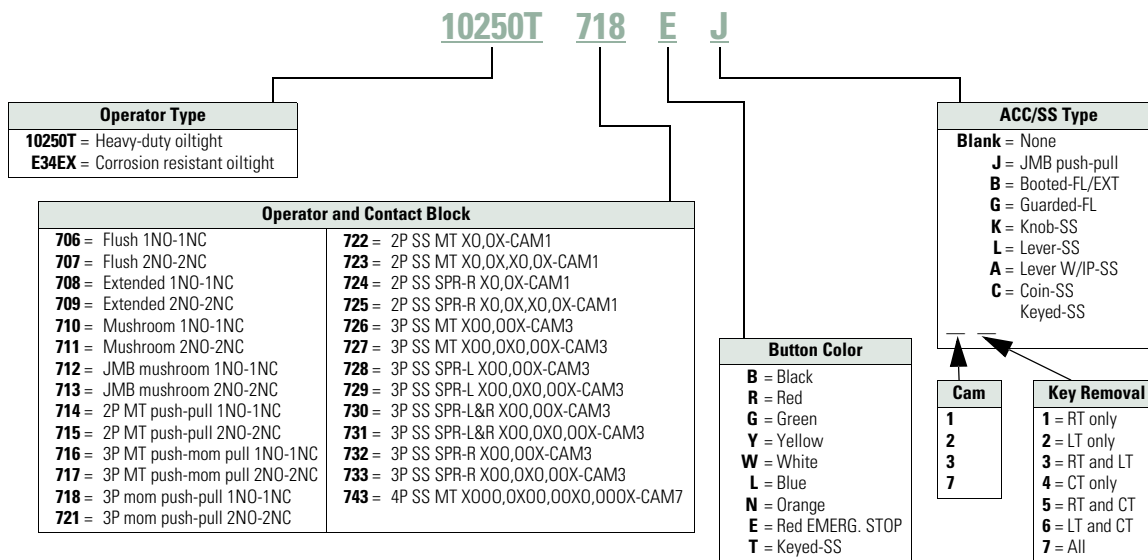 10250T 718 E J
Operator Type
10250T = Heavy-duty oiltight
E34EX = Corrosion resistant oiltight
Operator and Contact Block
706 = Flush 1NO-1NC
707 = Flush 2NO-2NC
708 = Extended 1NO-1NC
709 = Extended 2NO-2NC
710 = Mushroom 1NO-1NC
711 = Mushroom 2NO-2NC
712 = JMB mushroom 1NO-1NC
713 = JMB mushroom 2NO-2NC
714 = 2P MT push-pull 1NO-1NC
715 = 2P MT push-pull 2NO-2NC
716 = 3P MT push-mom pull 1NO-1NC
717 = 3P MT push-mom pull 2NO-2NC
718 = 3P mom push-pull 1NO-1NC
721 = 3P mom push-pull 2NO-2NC
722 = 2P SS MT XO,OX-CAM1
723 = 2P SS MT XO,OX,XO,OX-CAM1
724 = 2P SS SPR-R XO,OX-CAM1
725 = 2P SS SPR-R XO,OX,XO,OX-CAM1
726 = 3P SS MT XOO,OOX-CAM3
727 = 3P SS MT XOO,OXO,OOX-CAM3
728 = 3P SS SPR-L XOO,OOX-CAM3
729 = 3P SS SPR-L XOO,OXO,OOX-CAM3
730 = 3P SS SPR-L&R XOO,OOX-CAM3
731 = 3P SS SPR-L&R XOO,OXO,OOX-CAM3
732 = 3P SS SPR-R XOO,OOX-CAM3
733 = 3P SS SPR-R XOO,OXO,OOX-CAM3
743 = 4P SS MT XOOO,OXOO,OOXO,OOOX-CAM7
Button Color
B = Black
R = Red
G = Green
Y = Yellow
W = White
L = Blue
N = Orange
E = Red EMERG. STOP
T = Keyed-SS
ACC/SS Type
Blank = None
J = JMB push-pull
B = Booted-FL/EXT
G = Guarded-FL
K = Knob-SS
L = Lever-SS
A = Lever W/IP-SS
C = Coin-SS
Keyed-SS
Cam
1
2
3
7
Key Removal
1 = RT only
2 = LT only
3 = RT and LT
4 = CT only
5 = RT and CT
6 = LT and CT
7 = All